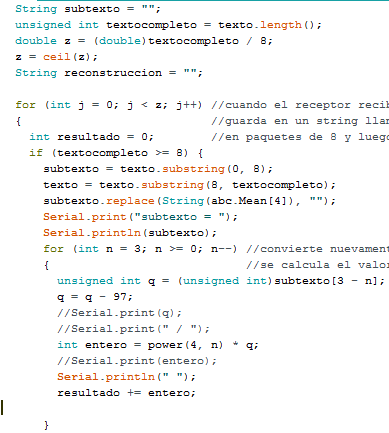 String subtexto = "";
unsigned int textocompleto = texto.length();
double z = (double)textocompleto / 8;
z = ceil(z);
String reconstruccion = "";
for (int j = 0; j < z; j++) //cuando el receptor recib
{ //guarda en un string llam
int resultado = 0; //en paquetes de 8 y luego
if (textocompleto >= 8) {
subtexto = texto.substring(0, 8);
texto = texto.substring(8, textocompleto);
subtexto.replace(String(abc.Mean[4]), "");
Serial.print("subtexto = ");
Serial.println(subtexto);
for (int n = 3; n >= 0; n--) //convierte nuevament
{ //se calcula el valor
unsigned int q = (unsigned int)subtexto[3 - n];
q = q - 97;
//Serial.print(q);
//Serial.print(" / ");
int entero = power(4, n) * q;
//Serial.print(entero);
Serial.println(" ");
resultado += entero;
}